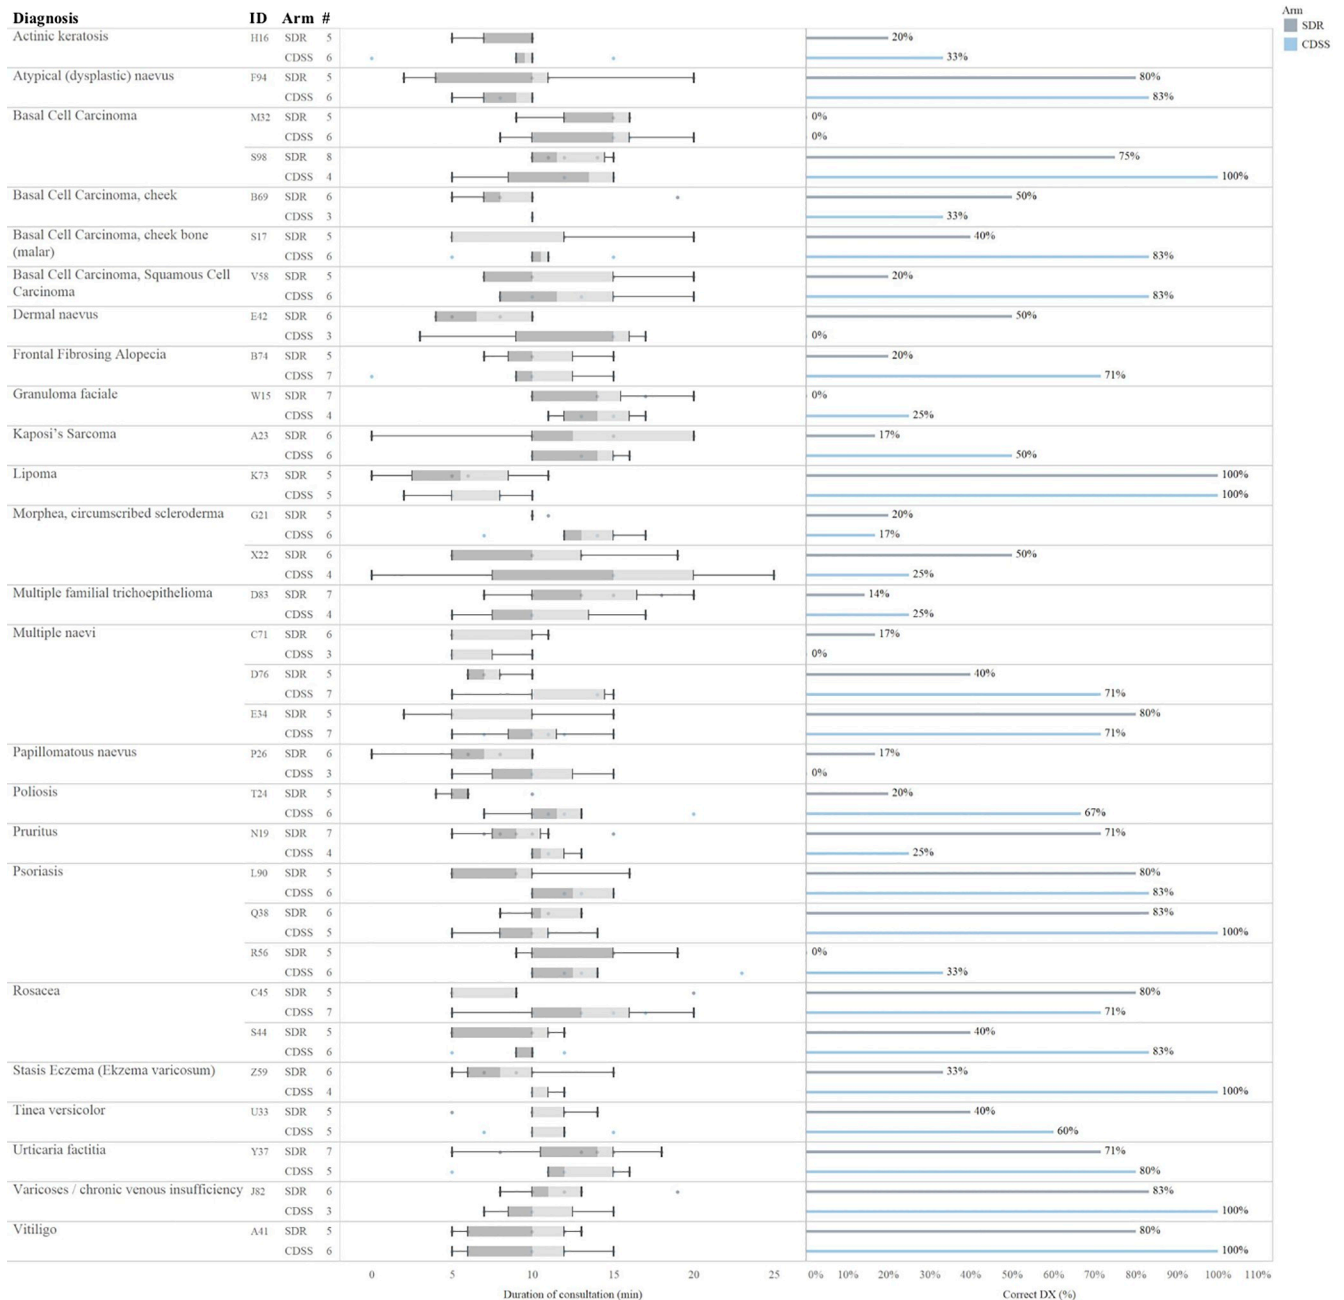 Diagnosis ID Arm #
Arm
SDR
CDSS
Actinic keratosis H16 SDR 5 20%
CDSS 6 33%
Atypical (dysplastic) naevus F94 SDR 5 80%
CDSS 6 83%
Basal Cell Carcinoma M32 SDR 5 0%
CDSS 6 0%
S98 SDR 8 75%
CDSS 4 100%
Basal Cell Carcinoma, cheek B69 SDR 6 50%
CDSS 3 33%
Basal Cell Carcinoma, cheek bone S17 SDR 5 40%
(malar) CDSS 6 83%
Basal Cell Carcinoma, Squamous Cell V58 SDR 5 20%
Carcinoma CDSS 6 83%
Dermal naevus E42 SDR 6 50%
CDSS 3 0%
Frontal Fibrosing Alopecia B74 SDR 5 20%
CDSS 7 71%
Granuloma faciale W15 SDR 7 0%
CDSS 4 25%
Kaposi's Sarcoma A23 SDR 6 17%
CDSS 6 50%
Lipoma K73 SDR 5 100%
CDSS 5 100%
Morphea, circumscribed scleroderma G21 SDR 5 20%
CDSS 6 17%
X22 SDR 6 50%
CDSS 4 25%
Multiple familial trichoepithelioma D83 SDR 7 14%
CDSS 4 25%
Multiple naevi C71 SDR 6 17%
CDSS 3 0%
D76 SDR 5 40%
CDSS 7 71%
E34 SDR 5 80%
CDSS 7 71%
Papillomatous naevus P26 SDR 6 17%
CDSS 3 0%
Poliosis T24 SDR 5 20%
CDSS 6 67%
Pruritus N19 SDR 7 71%
CDSS 4 25%
Psoriasis L90 SDR 5 80%
CDSS 6 83%
Q38 SDR 6 83%
CDSS 5 100%
R56 SDR 5 0%
CDSS 6 33%
Rosacea C45 SDR 5 80%
CDSS 7 71%
S44 SDR 5 40%
CDSS 6 83%
Stasis Eczema (Ekzema varicosum) Z59 SDR 6 33%
CDSS 4 100%
Tinea versicolor U33 SDR 5 40%
CDSS 5 60%
Urticaria factitia Y37 SDR 7 71%
CDSS 5 80%
Varicoses / chronic venous insufficiency J82 SDR 6 83%
CDSS 3 100%
Vitiligo A41 SDR 5 80%
CDSS 6 100%
0 5 10 15 20 25 0% 10% 20% 30% 40% 50% 60% 70% 80% 90% 100% 110%
Duration of consultation (min) Correct DX (%)